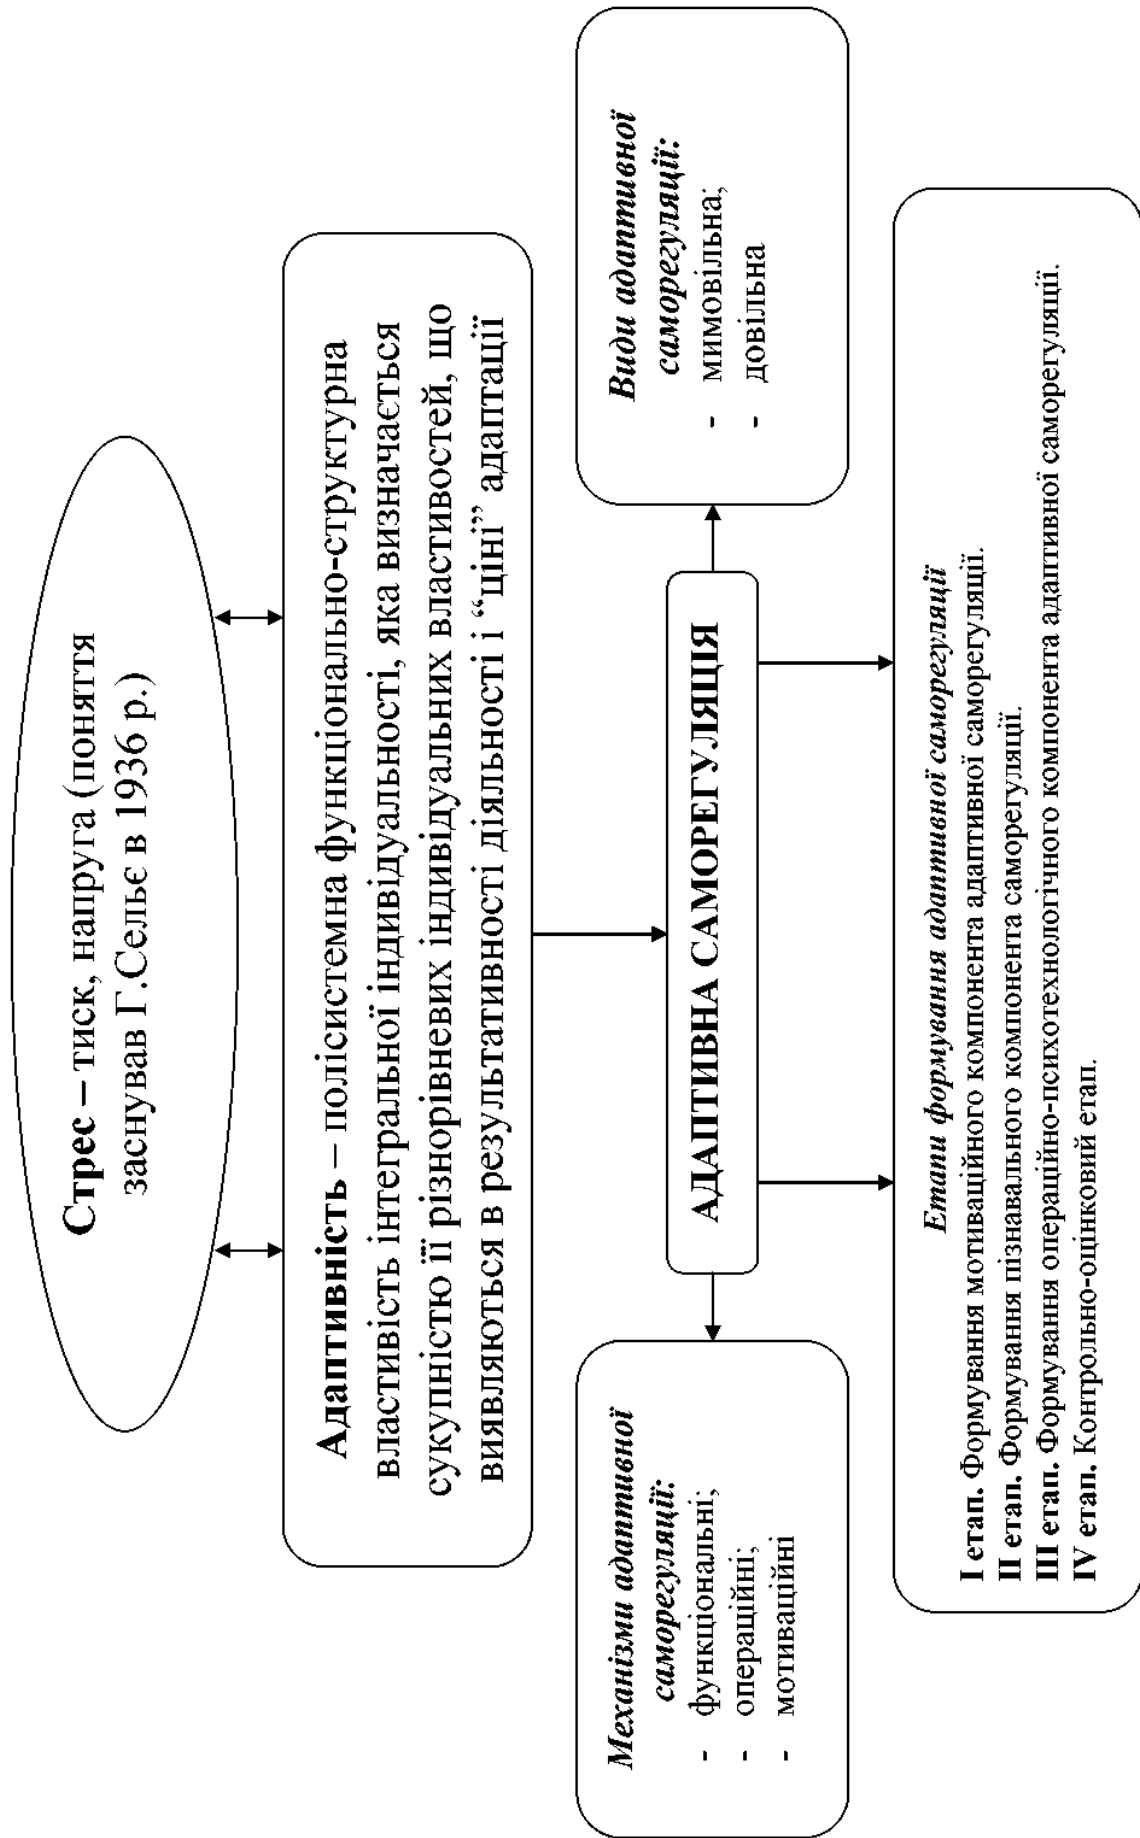 Стрес – тиск, напруга (поняття
заснував Г.Сельє в 1936 р.)
Адаптивність – полісистемна функціонально-структурна
властивість інтегральної індивідуальності, яка визначається
сукупністю її різнорівневих індивідуальних властивостей, що
виявляються в результативності діяльності і “ціні” адаптації
Механізми адаптивної
саморегуляції:
- функціональні;
- операційні;
- мотиваційні
АДАПТИВНА САМОРЕГУЛЯЦІЯ
Види адаптивної
саморегуляції:
- мимовільна;
- довільна
Етапи формування адаптивної саморегуляції
І етап. Формування мотиваційного компонента адаптивної саморегуляції.
ІІ етап. Формування пізнавального компонента саморегуляції.
ІІІ етап. Формування операційно-психотехнологічного компонента адаптивної саморегуляції.
IV етап. Контрольно-оцінковий етап.